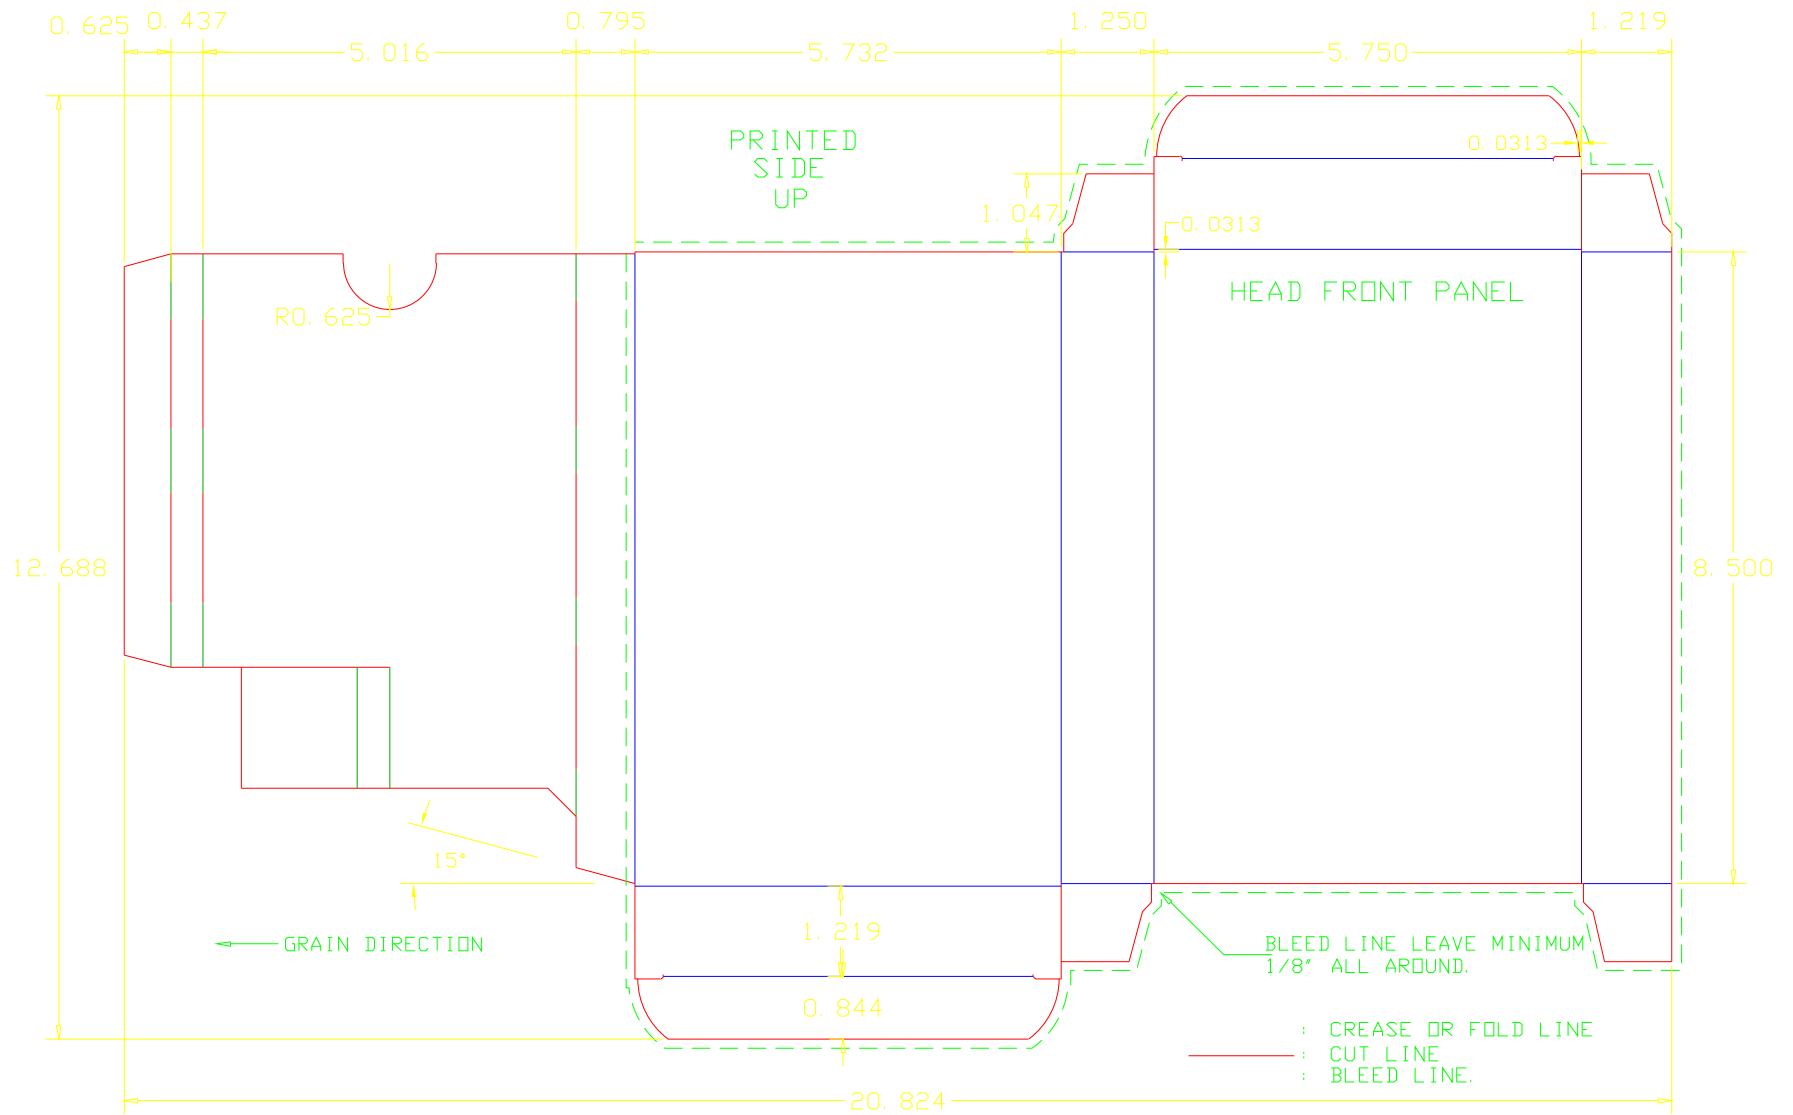 0. 625
0. 437
0. 795
1. 250
1. 219
5. 016
5. 732
5. 750
PRINTED
SIDE
UP
0. 0313
1. 047
0. 0313
HEAD FRONT PANEL
R0. 625
12. 688
8. 500
15°
1. 219
GRAIN DIRECTION
BLEED LINE LEAVE MINIMUM
1/8" ALL AROUND.
0. 844
: CREASE OR FOLD LINE
: CUT LINE
: BLEED LINE.
20. 824